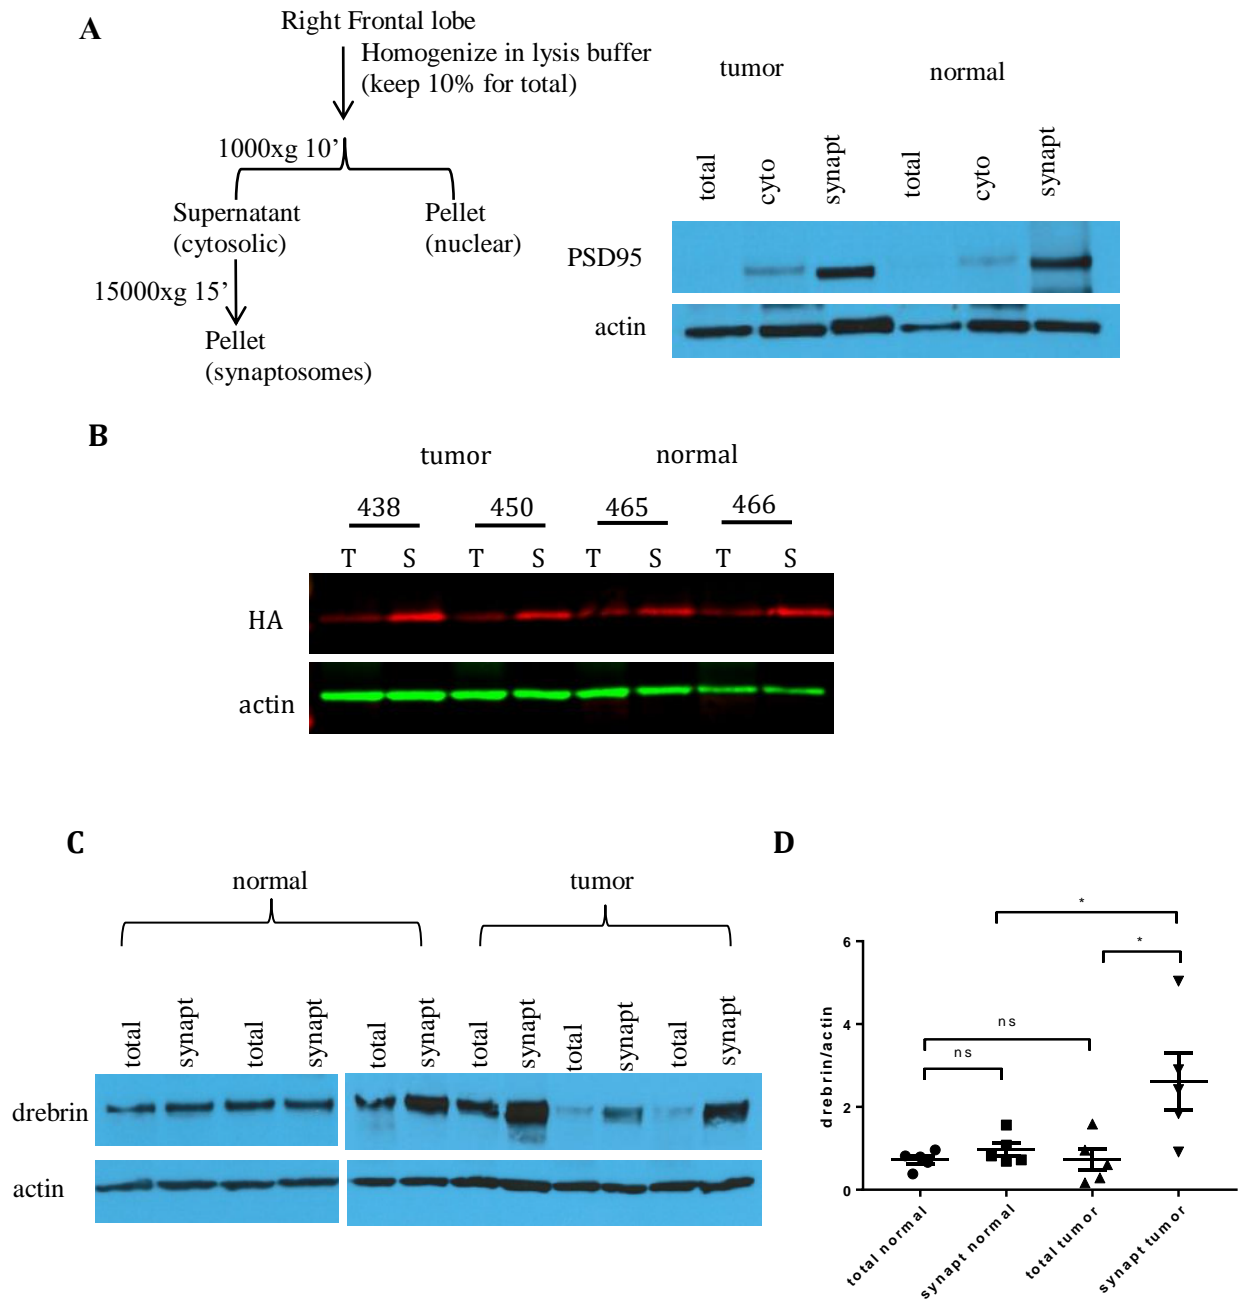 A
Right Frontal lobe
Homogenize in lysis buffer
(keep 10% for total)
1000xg 10’
Supernatant
(cytosolic)
Pellet
(nuclear)
15000xg 15’
Pellet
(synaptosomes)
tumor normal
total cyto synapt total cyto synapt
PSD95
actin
B
tumor normal
438 450 465 466
T S T S T S T S
HA
actin
C
normal tumor
total synapt total synapt total synapt total synapt total synapt total synapt
drebrin
actin
D
*
*
ns
ns
drebrin/actin
6
4
2
0
total normal
synapt normal
total tumor
synapt tumor